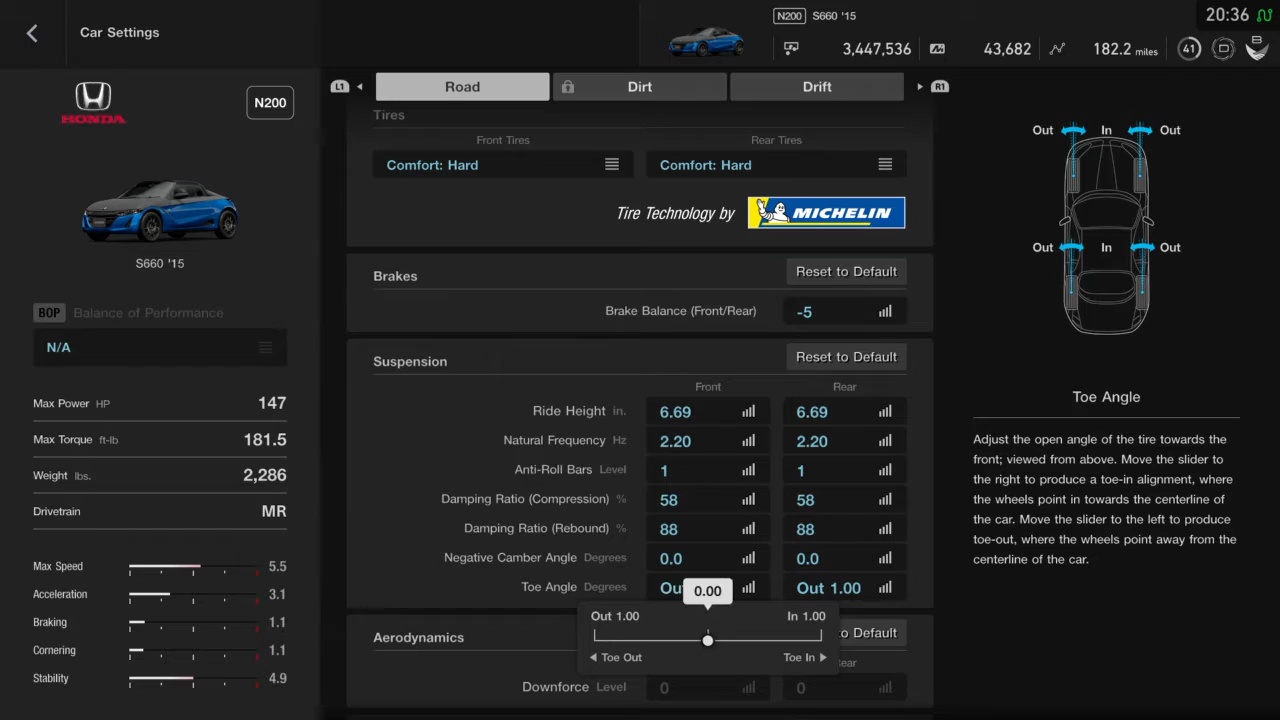 Car Settings
N200 S660 '15
20:36
3,447,536 43,682 182.2 miles 41 B
HONDA
N200
S660 '15
BOP Balance of Performance
N/A
Max Power HP 147
Max Torque ft-lb 181.5
Weight lbs. 2,286
Drivetrain MR
Max Speed 5.5
Acceleration 3.1
Braking 1.1
Cornering 1.1
Stability 4.9
L1 Road Dirt Drift R1
Tires
Front Tires Rear Tires
Comfort: Hard Comfort: Hard
Tire Technology by MICHELIN
Brakes Reset to Default
Brake Balance (Front/Rear) -5
Suspension Reset to Default
Front Rear
Ride Height in. 6.69 6.69
Natural Frequency Hz 2.20 2.20
Anti-Roll Bars Level 1 1
Damping Ratio (Compression) % 58 58
Damping Ratio (Rebound) % 88 88
Negative Camber Angle Degrees 0.0 0.0
Toe Angle Degrees Ou 0.00 Out 1.00
Out 1.00 In 1.00
Toe Out Toe In
Aerodynamics to Default
Rear
Downforce Level 0 0
Out In Out
Out In Out
Toe Angle
Adjust the open angle of the tire towards the
front; viewed from above. Move the slider to
the right to produce a toe-in alignment, where
the wheels point in towards the centerline of
the car. Move the slider to the left to produce
toe-out, where the wheels point away from the
centerline of the car.